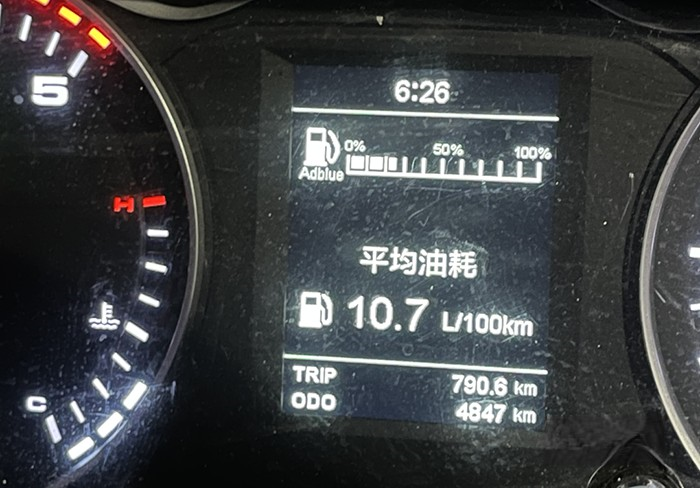 5
H
C
6:26
0% 50% 100%
Adblue
平均油耗
10.7 L/100km
TRIP 790.6 km
ODO 4847 km